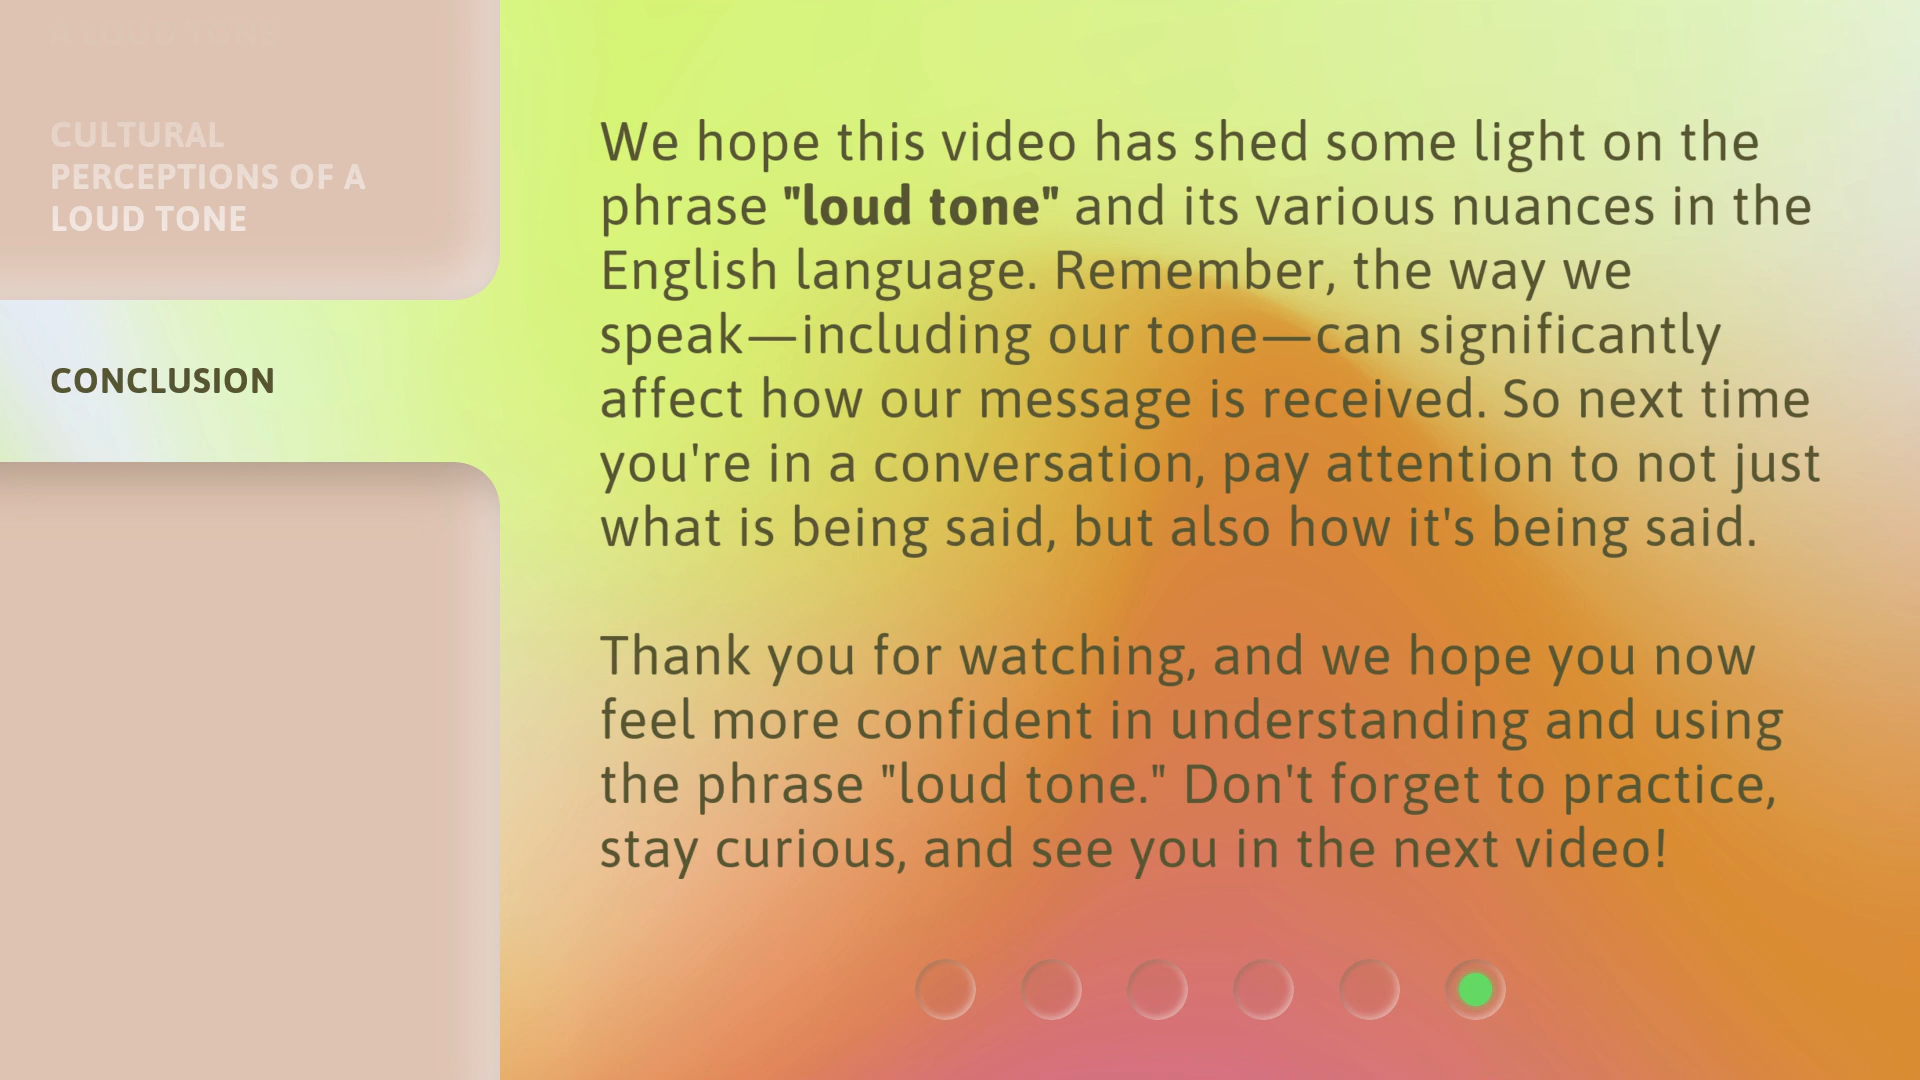 A LOUD TONE
CULTURAL
PERCEPTIONS OF A
LOUD TONE
CONCLUSION
We hope this video has shed some light on the
phrase "loud tone" and its various nuances in the
English language. Remember, the way we
speak—including our tone—can significantly
affect how our message is received. So next time
you're in a conversation, pay attention to not just
what is being said, but also how it's being said.
Thank you for watching, and we hope you now
feel more confident in understanding and using
the phrase "loud tone." Don't forget to practice,
stay curious, and see you in the next video!